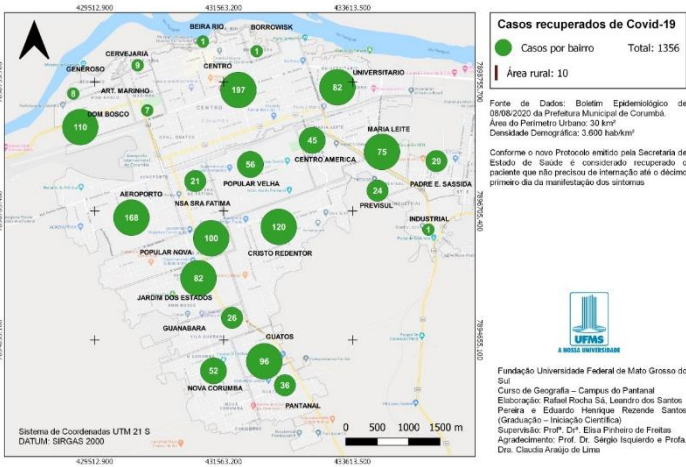 429512.900 431563.200 433613.500
BEIRA RIO
BORROWISK
CERVEJARIA
CENTRO
GENEROSO
UNIVERSITARIO
ART. MARINHO
DOM BOSCO
MARIA LEITE
CENTRO AMERICA
POPULAR VELHA
PADRE E. SASSIDA
NSA SRA.FATIMA
AEROPORTO
PREVISUL
INDUSTRIAL
POPULAR NOVA
CRISTO REDENTOR
JARDIM DOS ESTADOS
GUANABARA
GUATOS
NOVA CORUMBA
PANTANAL
1
1
9
8
197
82
7
110
45
75
56
29
21
24
168
1
120
100
82
26
96
52
36
Sistema de Coordenadas UTM 21 S
DATUM: SIRGAS 2000
0 500 1000 1500 m
429512.900 431563.200 433613.500
Casos recuperados de Covid-19
Casos por bairro Total: 1356
Área rural: 10
Fonte de Dados: Boletim Epidemiológico de
08/08/2020 da Prefeitura Municipal de Corumbá.
Área do Perímetro Urbano: 30 km²
Densidade Demográfica: 3.600 hab/km²
Conforme o novo Protocolo emitido pela Secretaria de
Estado de Saúde é considerado recuperado o
paciente que não precisou de internação até o décimo
primeiro dia da manifestação dos sintomas
UFMS
A NOSSA UNIVERSIDADE
Fundação Universidade Federal de Mato Grosso do
Sul
Curso de Geografia – Campus do Pantanal
Elaboração: Rafael Rocha Sá, Leandro dos Santos
Pereira e Eduardo Henrique Rezende Santos
(Graduação – Iniciação Científica)
Supervisão: Profª. Drª. Elisa Pinheiro de Freitas
Agradecimento: Prof. Dr. Sérgio Isquierdo e Profa.
Dra. Claudia Araújo de Lima